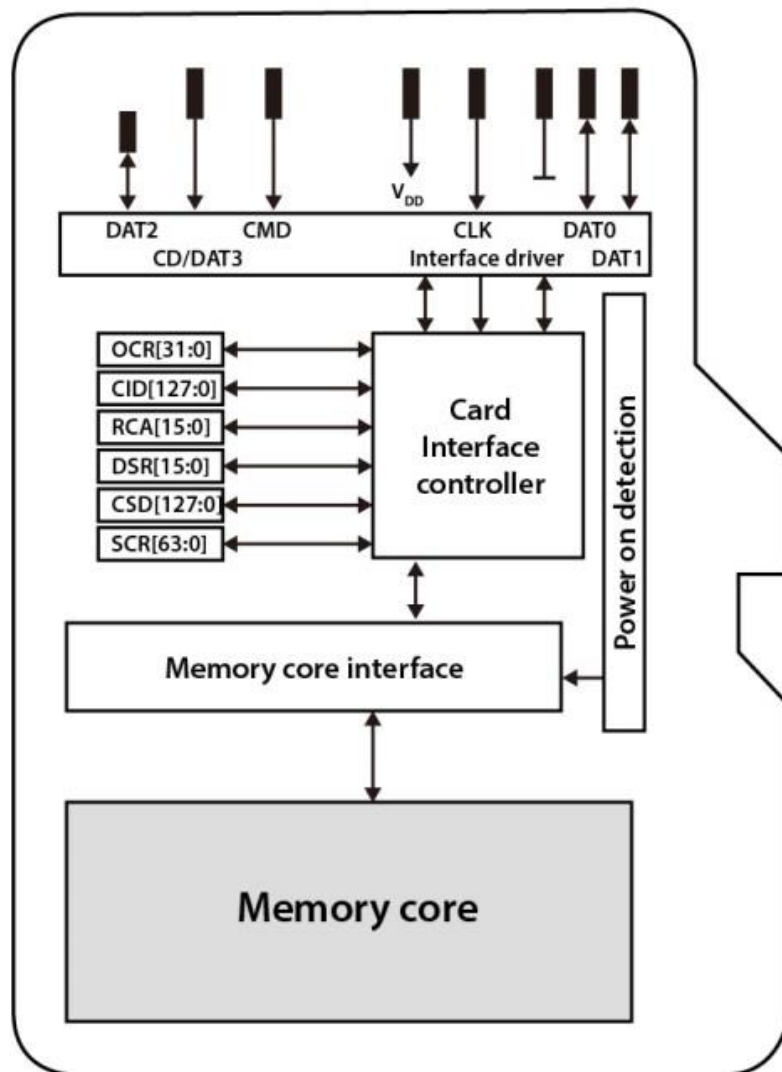 V_DD
DAT2 CMD CLK DAT0
CD/DAT3 Interface driver DAT1
OCR[31:0]
CID[127:0]
RCA[15:0]
DSR[15:0]
CSD[127:0]
SCR[63:0]
Card
Interface
controller
Power on detection
Memory core interface
Memory core